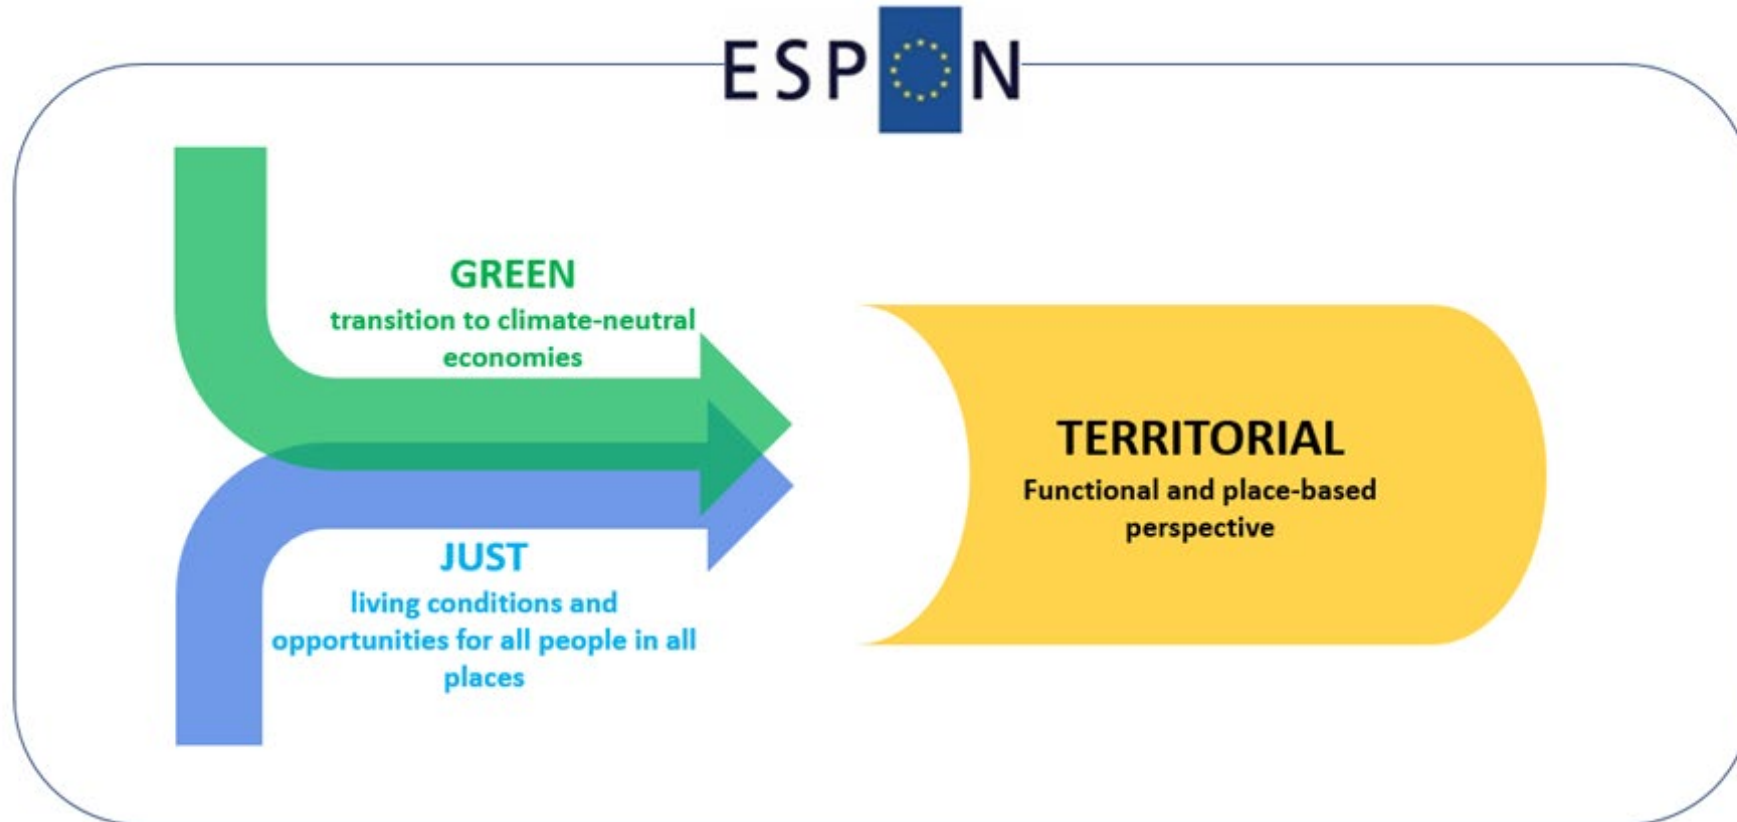 ESPON
GREEN
transition to climate-neutral
economies
JUST
living conditions and
opportunities for all people in all
places
TERRITORIAL
Functional and place-based
perspective